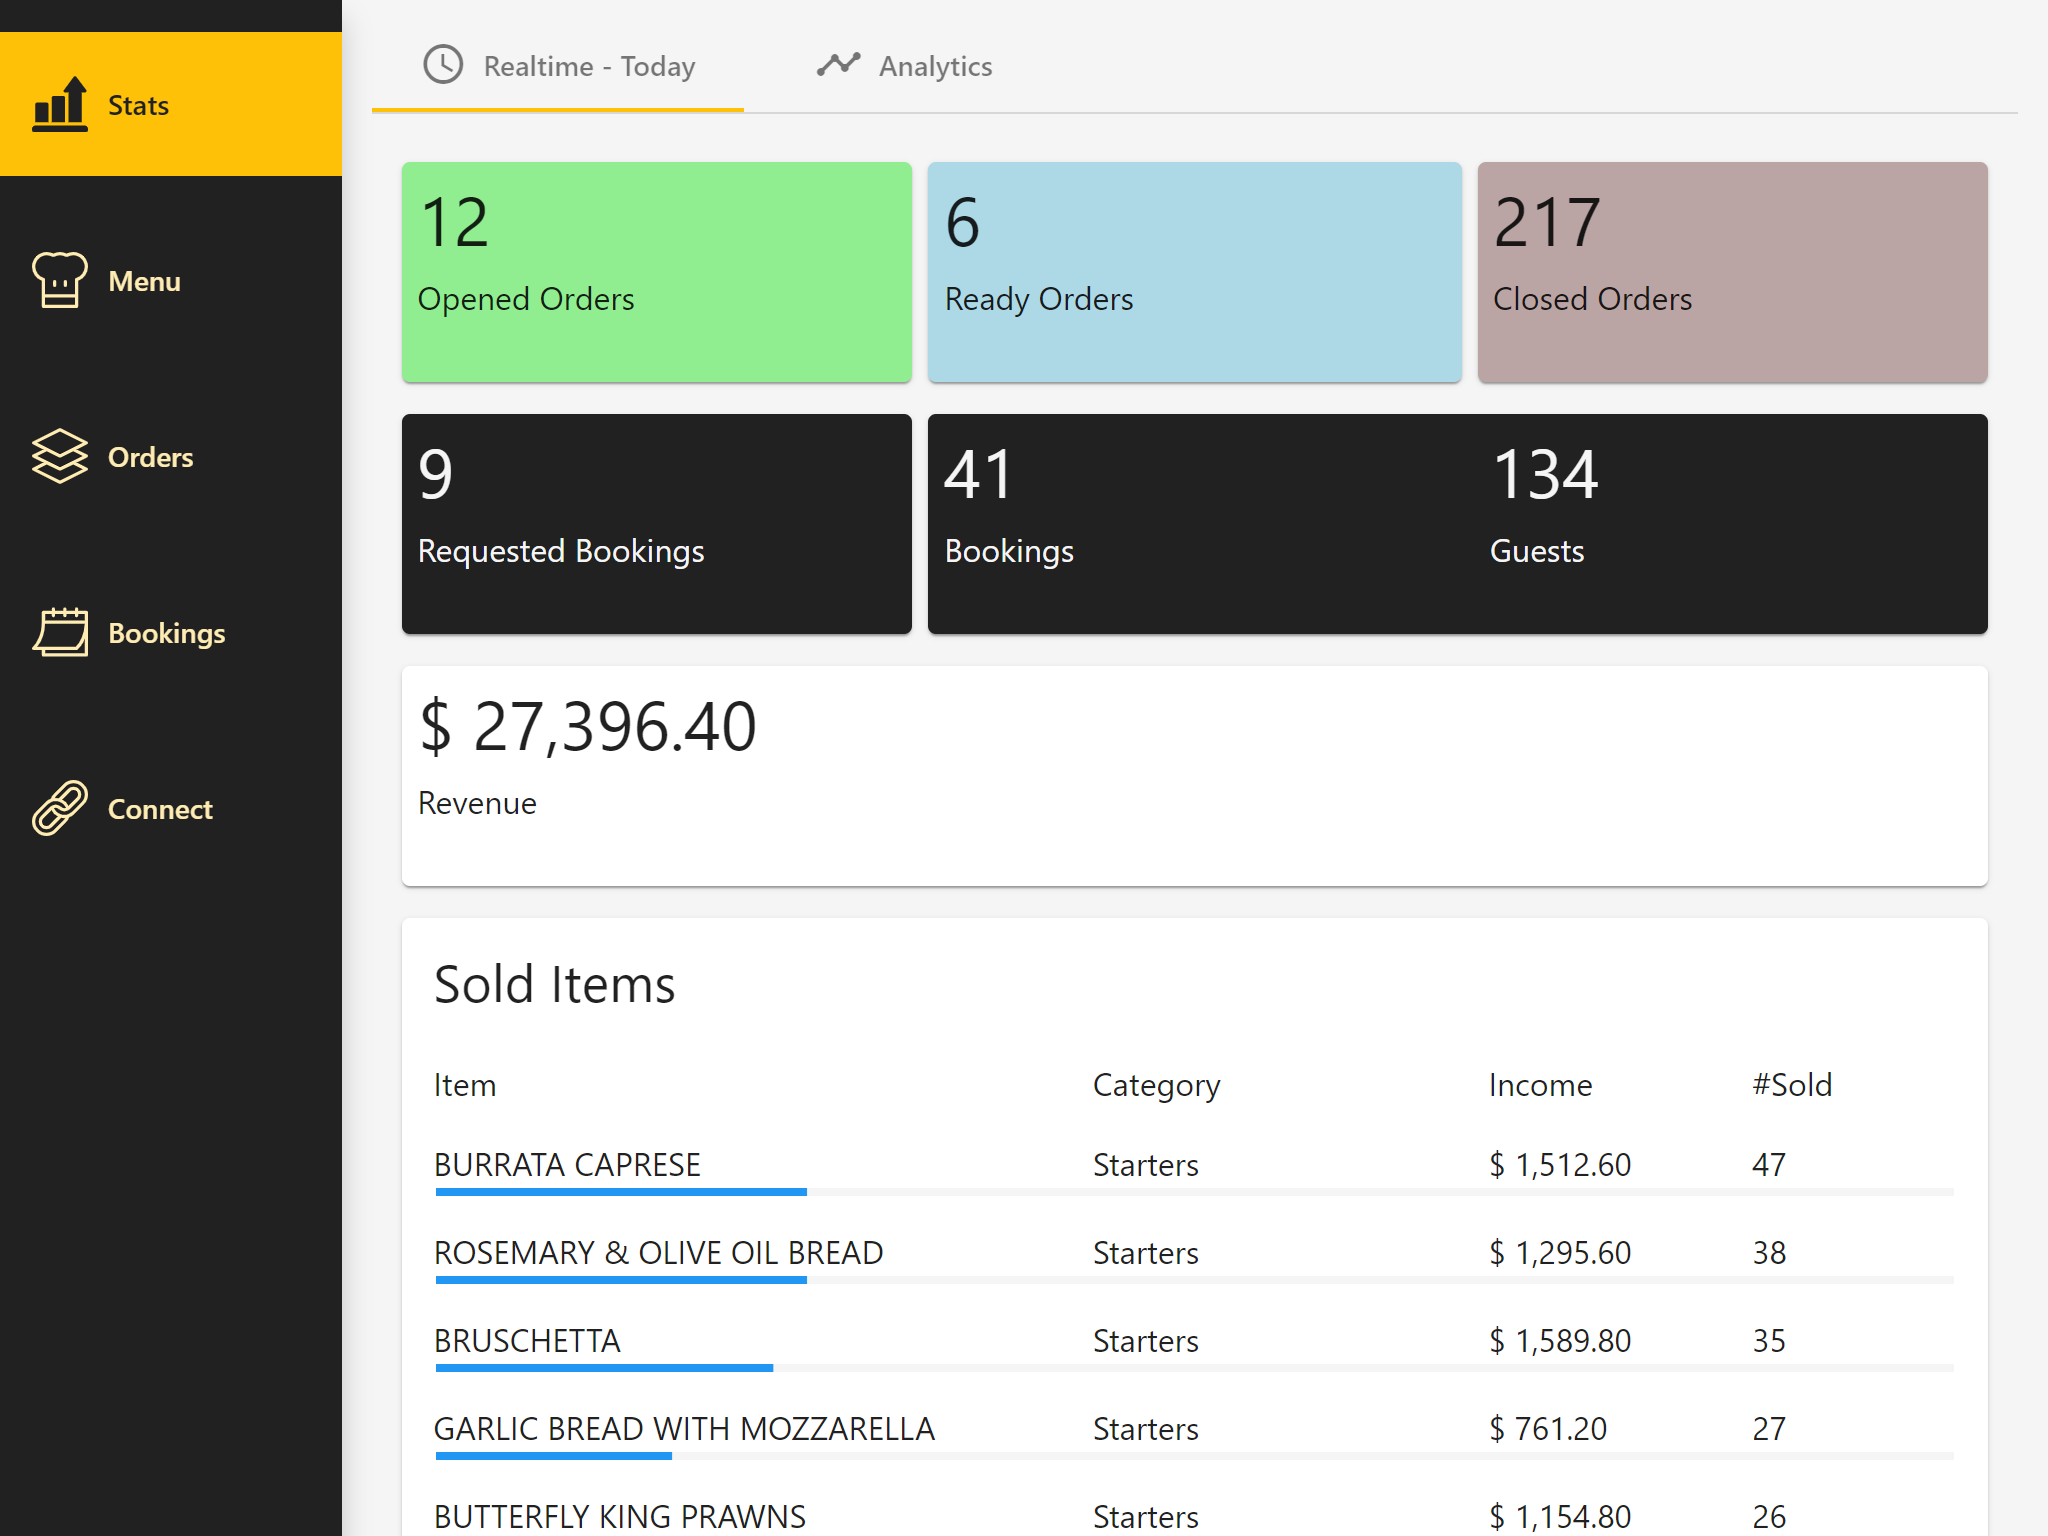 Stats
Menu
Orders
Bookings
Connect
Realtime - Today
Analytics
12
Opened Orders
6
Ready Orders
217
Closed Orders
9
Requested Bookings
41
Bookings
134
Guests
$ 27,396.40
Revenue
Sold Items
Item Category Income #Sold
BURRATA CAPRESE Starters $ 1,512.60 47
ROSEMARY & OLIVE OIL BREAD Starters $ 1,295.60 38
BRUSCHETTA Starters $ 1,589.80 35
GARLIC BREAD WITH MOZZARELLA Starters $ 761.20 27
BUTTERFLY KING PRAWNS Starters $ 1,154.80 26